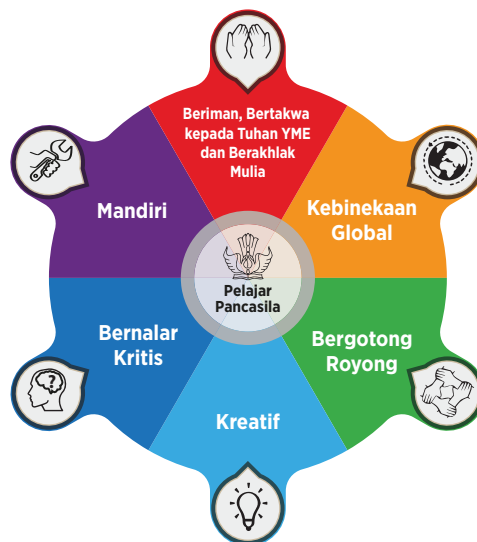 Beriman, Bertakwa
kepada Tuhan YME
dan Berakhlak
Mulia
Kebinekaan
Global
Bergotong
Royong
Kreatif
Bernalar
Kritis
Mandiri
Pelajar
Pancasila
?